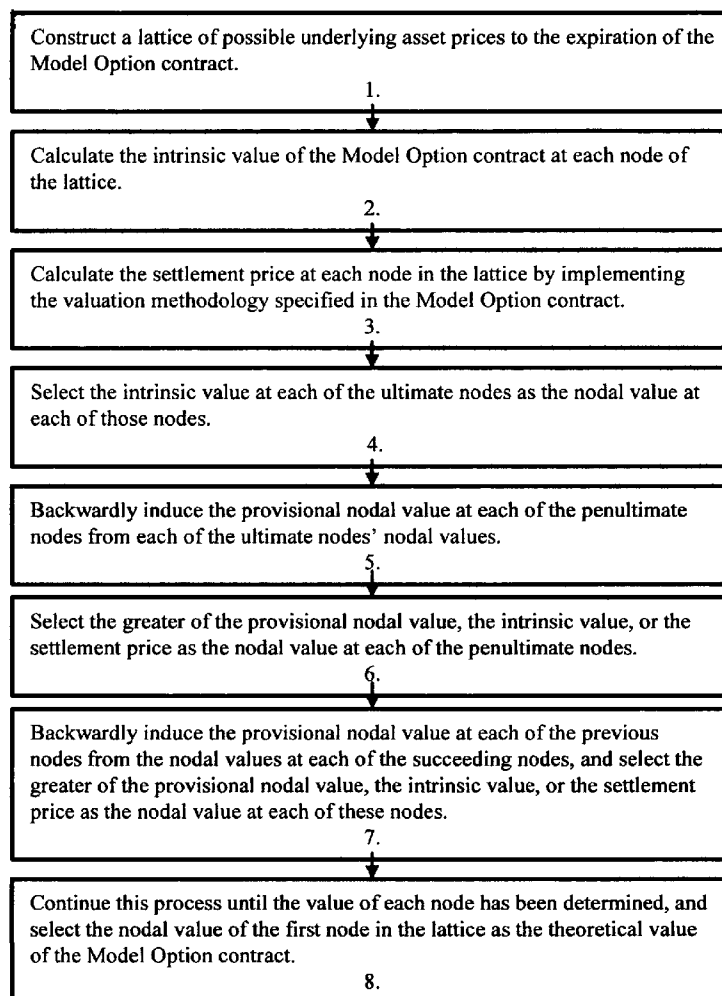 Construct a lattice of possible underlying asset prices to the expiration of the
Model Option contract.
1.
Calculate the intrinsic value of the Model Option contract at each node of
the lattice.
2.
Calculate the settlement price at each node in the lattice by implementing
the valuation methodology specified in the Model Option contract.
3.
Select the intrinsic value at each of the ultimate nodes as the nodal value at
each of those nodes.
4.
Backwardly induce the provisional nodal value at each of the penultimate
nodes from each of the ultimate nodes’ nodal values.
5.
Select the greater of the provisional nodal value, the intrinsic value, or the
settlement price as the nodal value at each of the penultimate nodes.
6.
Backwardly induce the provisional nodal value at each of the previous
nodes from the nodal values at each of the succeeding nodes, and select the
greater of the provisional nodal value, the intrinsic value, or the settlement
price as the nodal value at each of these nodes.
7.
Continue this process until the value of each node has been determined, and
select the nodal value of the first node in the lattice as the theoretical value
of the Model Option contract.
8.